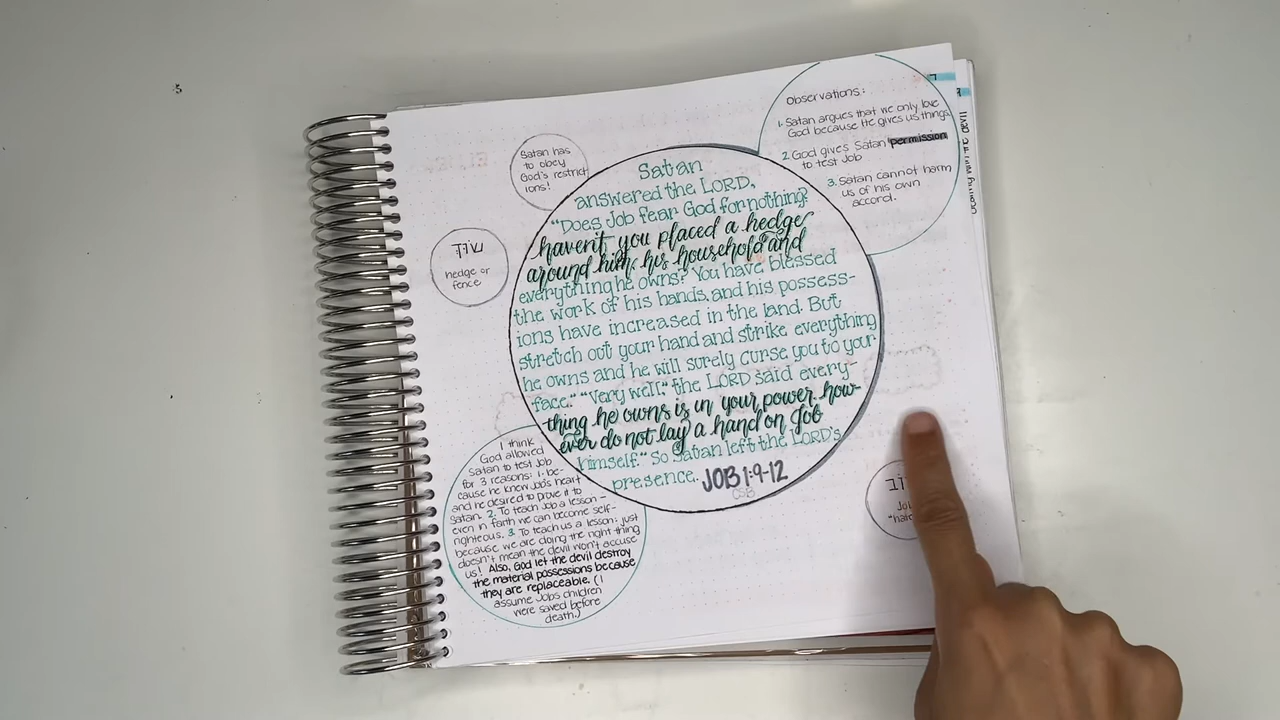 Observations:
1. Satan argues that we only love
God because He gives us things.
2. God gives Satan permission
to test Job
3. Satan cannot harm
us of his own
accord.
Satan has
to obey
God's restrict
ions!
hedge or
fence
Satan
answered the LORD,
"Does Job fear God for nothing?
haven't you placed a hedge
around him, his household and
everything he owns? You have blessed
the work of his hands, and his possess-
ions have increased in the land. But
stretch out your hand and strike everything
he owns and he will surely curse you to your
face." "Very well," the LORD said every-
thing he owns is in your power, how-
ever do not lay a hand on Job
himself." So Satan left the LORD's
presence. JOB 1:9-12
CSB
I think
God allowed
Satan to test Job
for 3 reasons: 1. be-
cause he knew Job's heart
and he desired to prove it to
Satan. 2. To teach Job a lesson-
even in faith we can become self-
righteous. 3. To teach us a lesson: just
because we are doing the right thing
doesn't mean the devil won't accuse
us! Also, God let the devil destroy
the material possessions because
they are replaceable. (I
assume Jobs children
were saved before
death.)